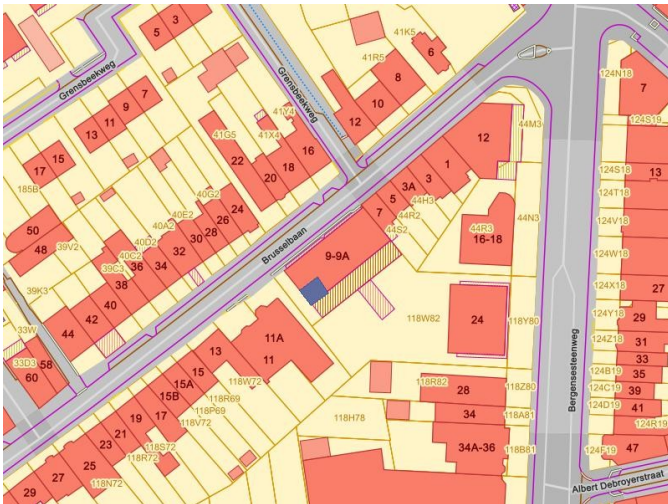 3
5
41K5
6
124N18
7
41R5
8
Grensbeekweg
Grensbeekweg
7
9
11
13
10
12
41Y4
44M3
12
124S19
41G5
41X4
16
18
20
22
15
17
1
3
3A
5
7
124S18
13
124T18
185B
40G2
24
26
28
30
32
34
36
38
40
42
44
44H3
44R2
44S2
44N3
124V18
50
48
39V2
40E2
40A2
40D2
40C2
39C3
Brusselbaan
44R3
16-18
124W18
9-9A
39K3
124X18
27
33W
118W82
24
118Y80
124Y18
29
11A
11
13
15
15A
15B
17
19
21
23
25
27
29
124Z18
31
33D3
58
60
118W72
118R69
118P69
118V72
118S72
118R72
118N72
118R82
28
118Z80
Bergensesteenweg
124B19
33
35
124C19
39
34
118A81
124D19
41
118H78
124R19
34A-36
118B81
124F19
47
Albert Debroyerstraat